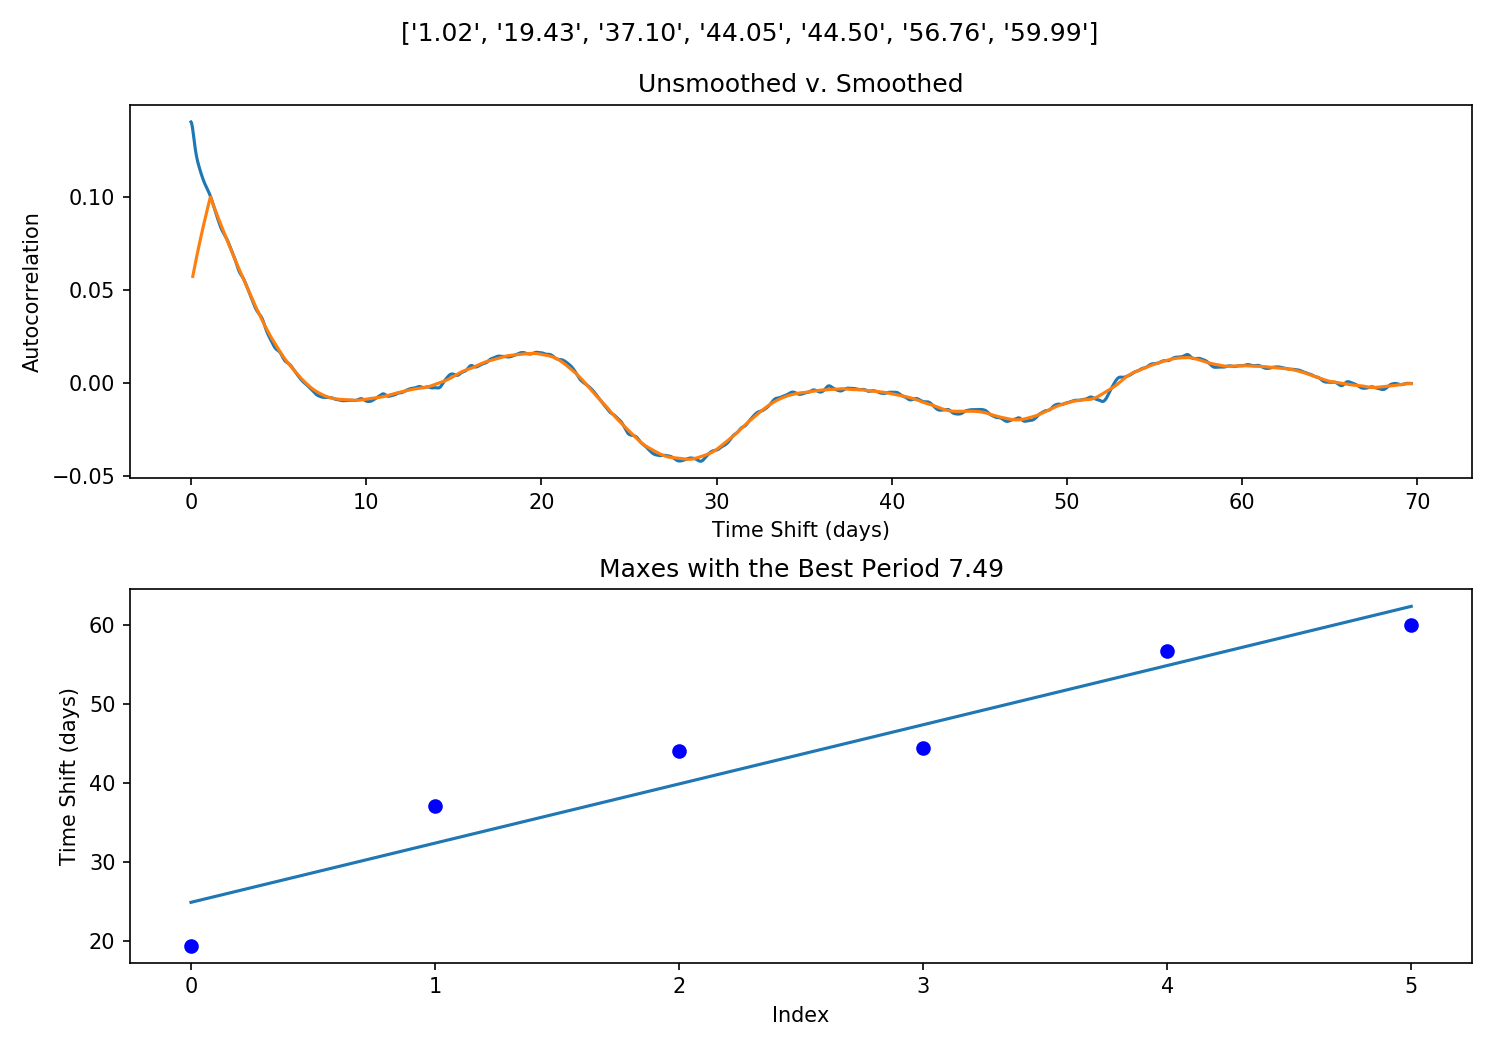 ['1.02', '19.43', '37.10', '44.05', '44.50', '56.76', '59.99']
Unsmoothed v. Smoothed
Autocorrelation
0.10
0.05
0.00
−0.05
0 10 20 30 40 50 60 70
Time Shift (days)
Maxes with the Best Period 7.49
Time Shift (days)
60
50
40
30
20
0 1 2 3 4 5
Index